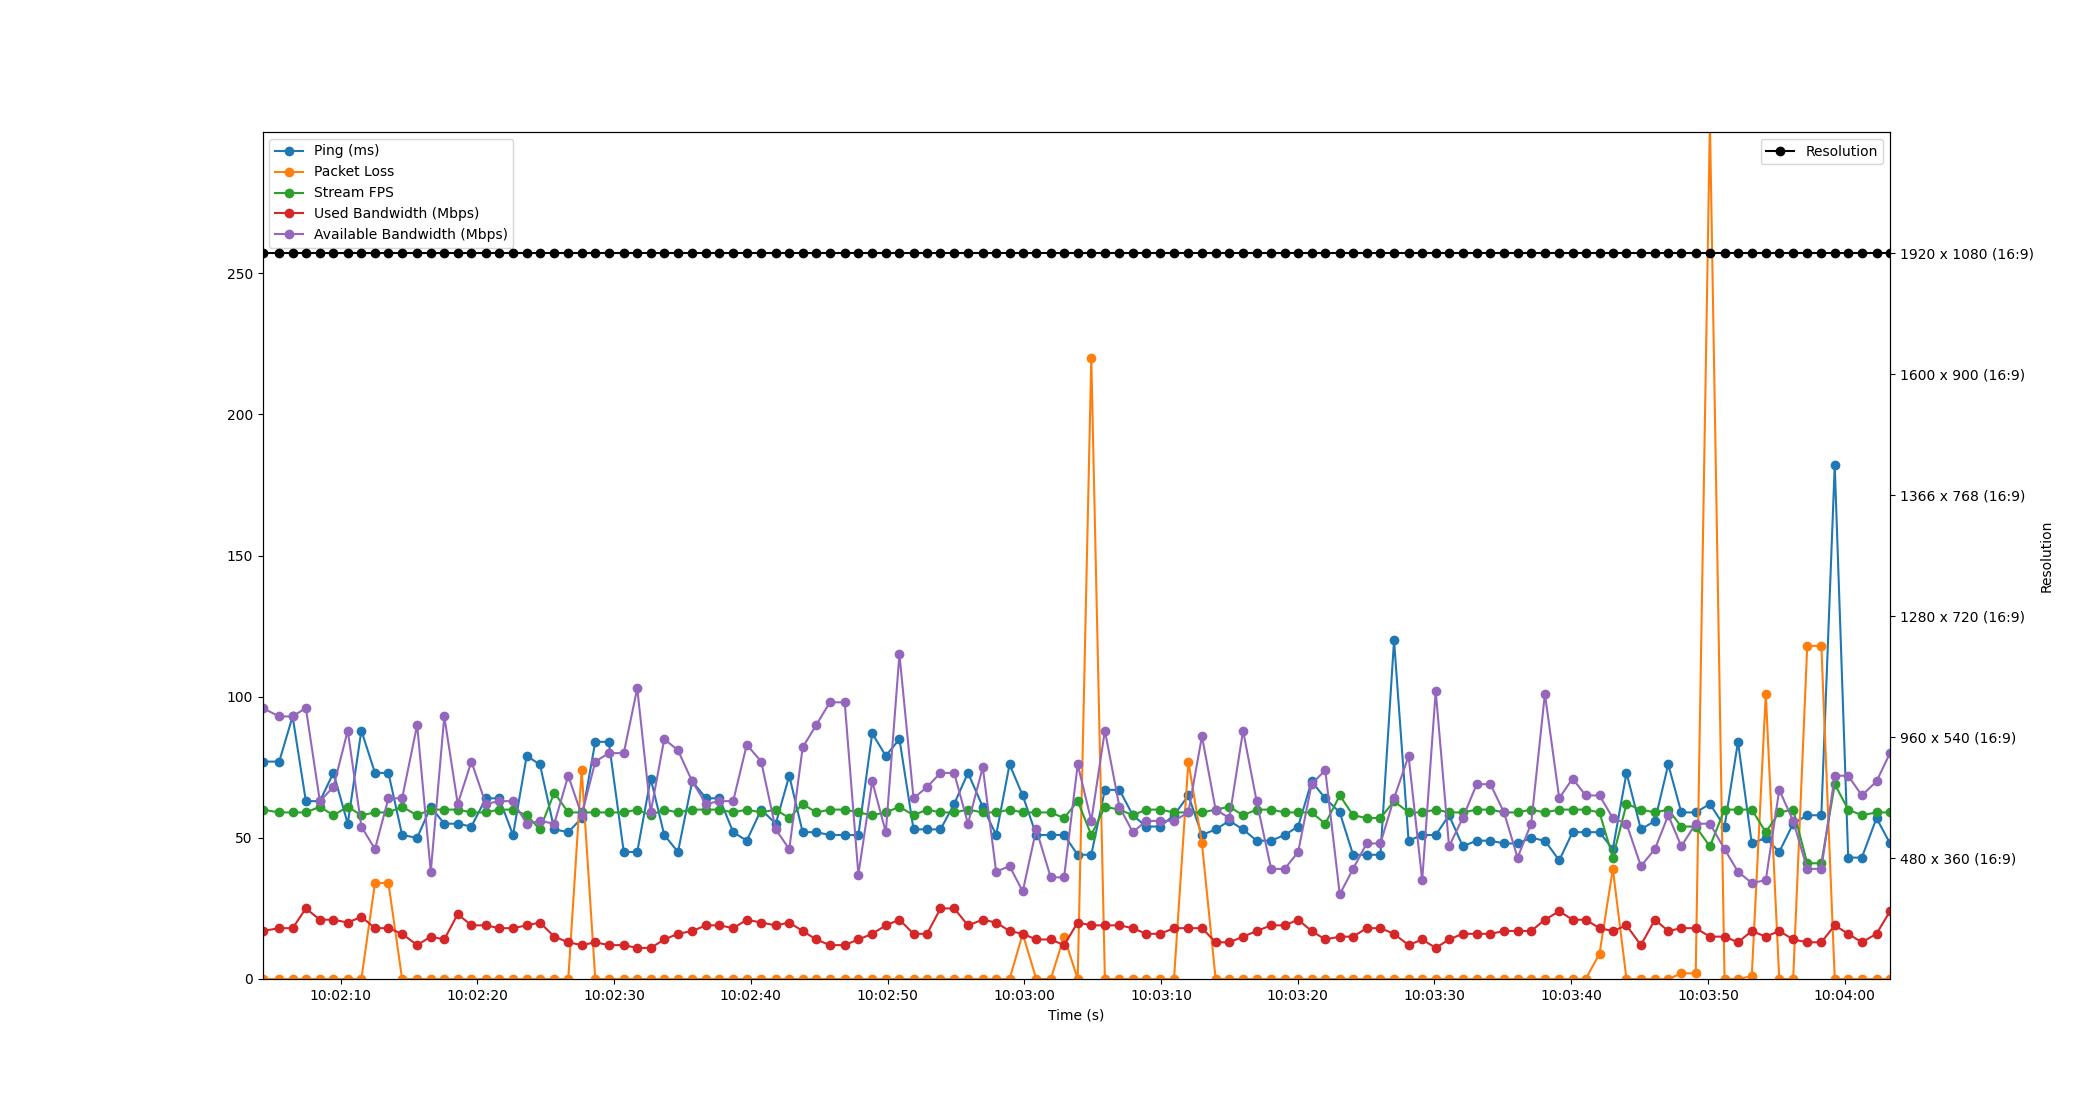 Ping (ms)
Packet Loss
Stream FPS
Used Bandwidth (Mbps)
Available Bandwidth (Mbps)
Resolution
250
200
150
100
50
0
1920 x 1080 (16:9)
1600 x 900 (16:9)
1366 x 768 (16:9)
1280 x 720 (16:9)
960 x 540 (16:9)
480 x 360 (16:9)
Resolution
10:02:10 10:02:20 10:02:30 10:02:40 10:02:50 10:03:00 10:03:10 10:03:20 10:03:30 10:03:40 10:03:50 10:04:00
Time (s)